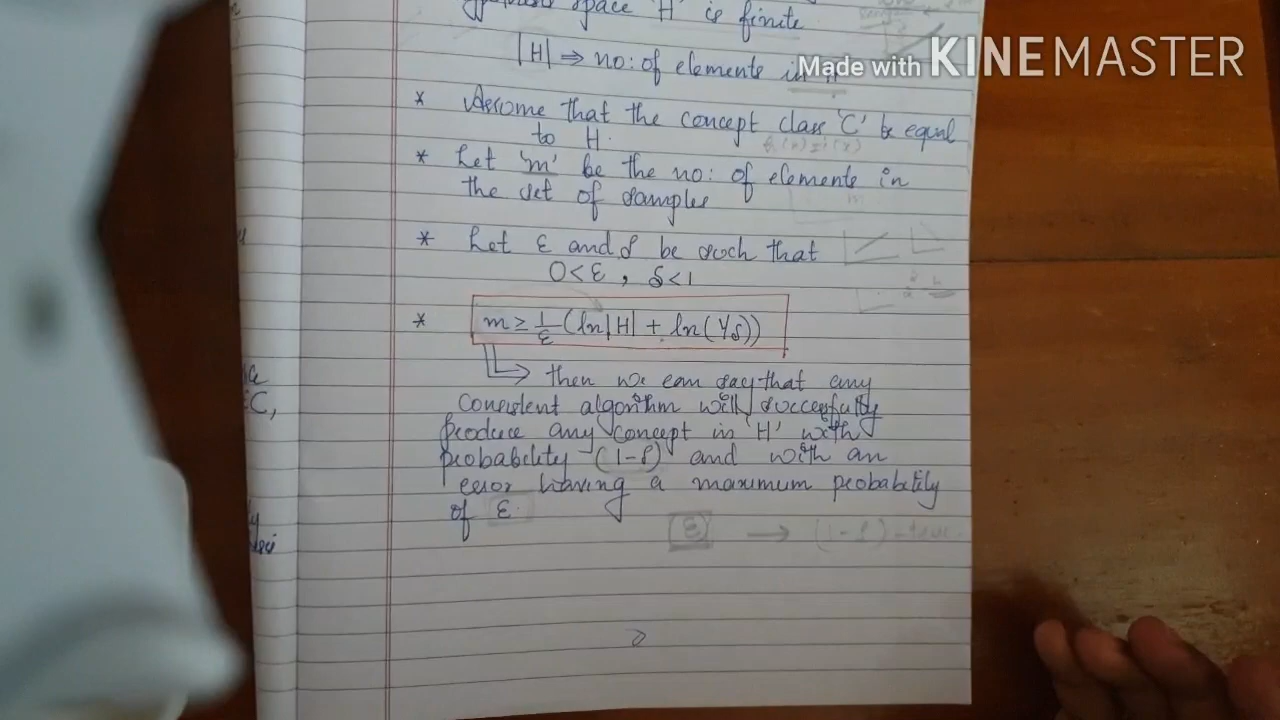 space 'H' is finite
Made with KINEMASTER
|H| ⇒ no: of elements in
* Assome that the concept class 'C' be equal
to H.
* Let 'm' be the no: of elements in
the set of samples
* Let ε and δ be such that
0<ε, δ<1
* m ≥ 1/ε (ln|H| + ln(1/δ))
then we can say that any
consistent algorithm will successfully
produce any concept in 'H' with
probability (1-δ) and with an
error having a maximum probability
of ε.